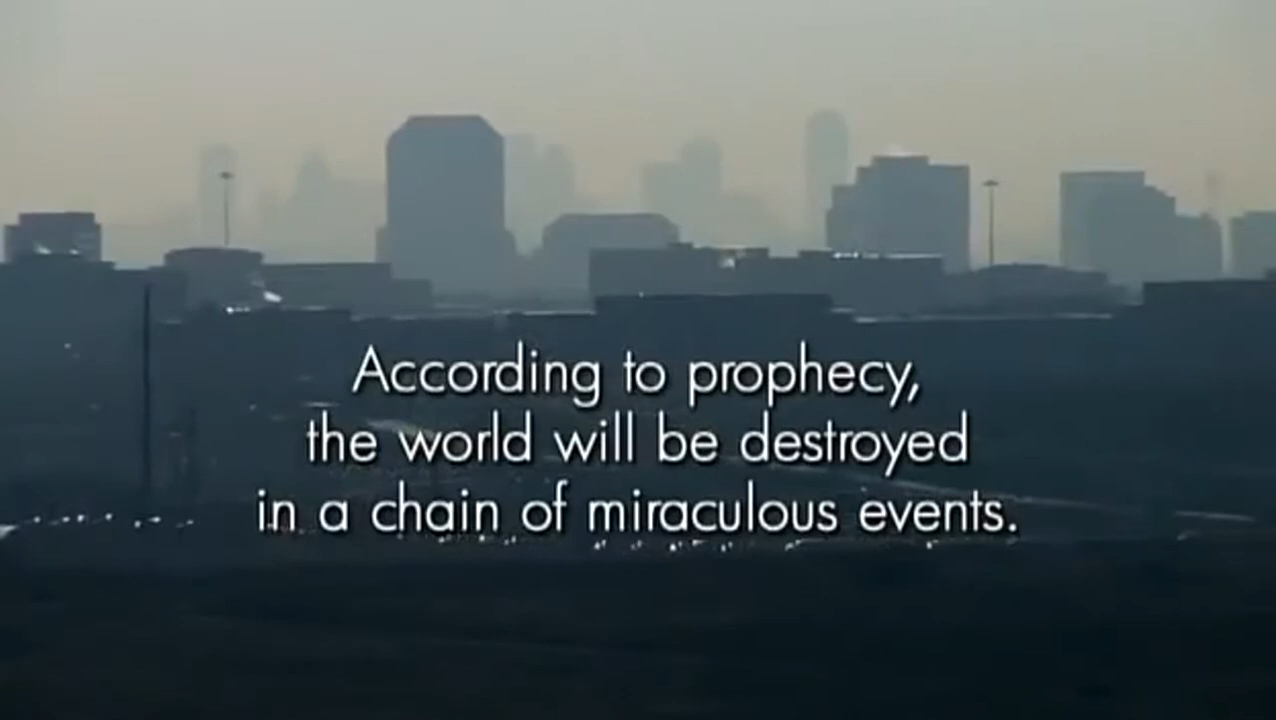 According to prophecy,
the world will be destroyed
in a chain of miraculous events.